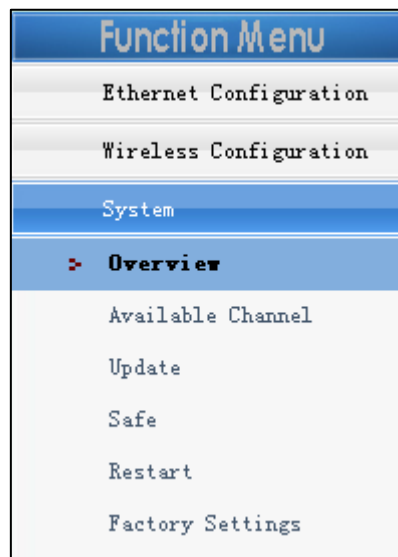 Function Menu
Ethernet Configuration
Wireless Configuration
System
Overview
Available Channel
Update
Safe
Restart
Factory Settings